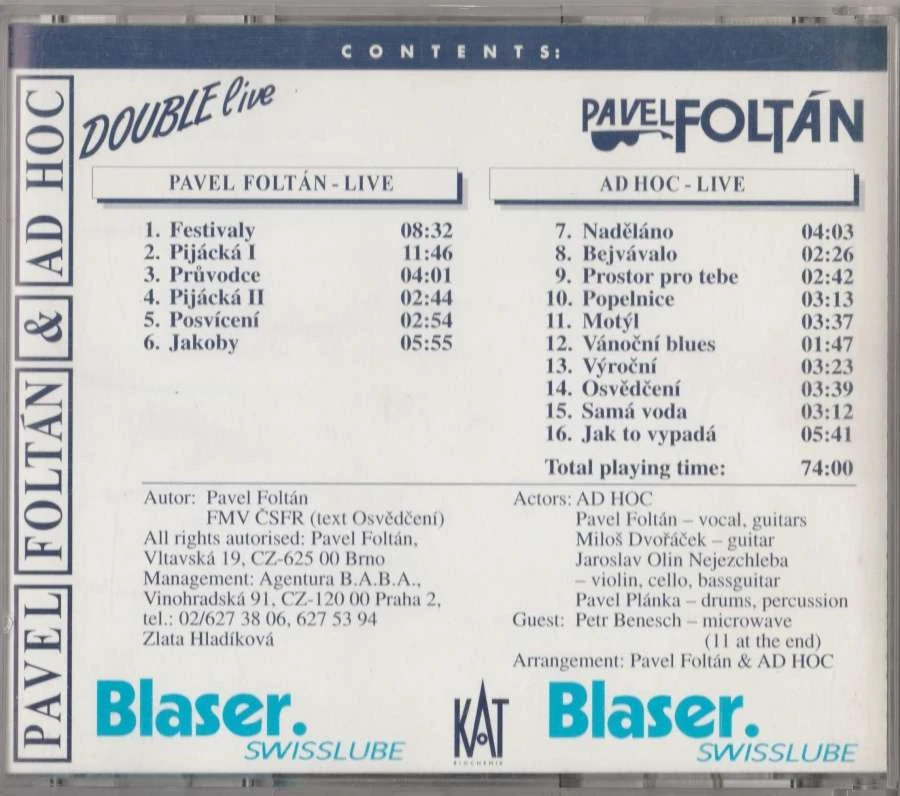 CONTENTS:
PAVEL FOLTÁN & AD HOC
DOUBLE live
PAVEL FOLTÁN
PAVEL FOLTÁN - LIVE
1. Festivaly 08:32
2. Pijácká I 11:46
3. Průvodce 04:01
4. Pijácká II 02:44
5. Posvícení 02:54
6. Jakoby 05:55
AD HOC - LIVE
7. Naděláno 04:03
8. Bejvávalo 02:26
9. Prostor pro tebe 02:42
10. Popelnice 03:13
11. Motýl 03:37
12. Vánoční blues 01:47
13. Výroční 03:23
14. Osvědčení 03:39
15. Samá voda 03:12
16. Jak to vypadá 05:41
Total playing time: 74:00
Autor: Pavel Foltán
FMV ČSFR (text Osvědčení)
All rights autorised: Pavel Foltán,
Vltavská 19, CZ-625 00 Brno
Management: Agentura B.A.B.A.,
Vinohradská 91, CZ-120 00 Praha 2,
tel.: 02/627 38 06, 627 53 94
Zlata Hladíková
Actors: AD HOC
Pavel Foltán – vocal, guitars
Miloš Dvořáček – guitar
Jaroslav Olin Nejezchleba
– violin, cello, bassguitar
Pavel Plánka – drums, percussion
Guest: Petr Benesch – microwave
(11 at the end)
Arrangement: Pavel Foltán & AD HOC
Blaser.
SWISSLUBE
KAT
BIOCHEMIE
Blaser.
SWISSLUBE